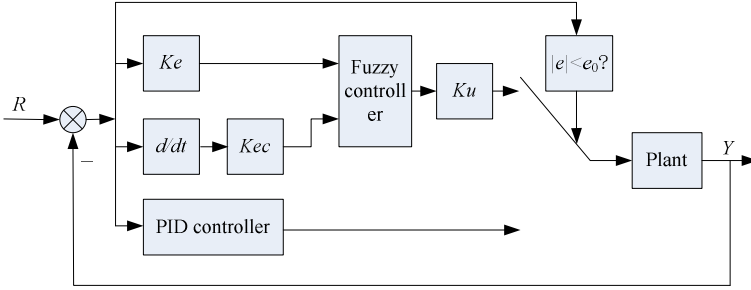 R
−
Ke
d/dt
Kec
PID controller
Fuzzy
controll
er
Ku
|e|<e₀?
Plant
Y